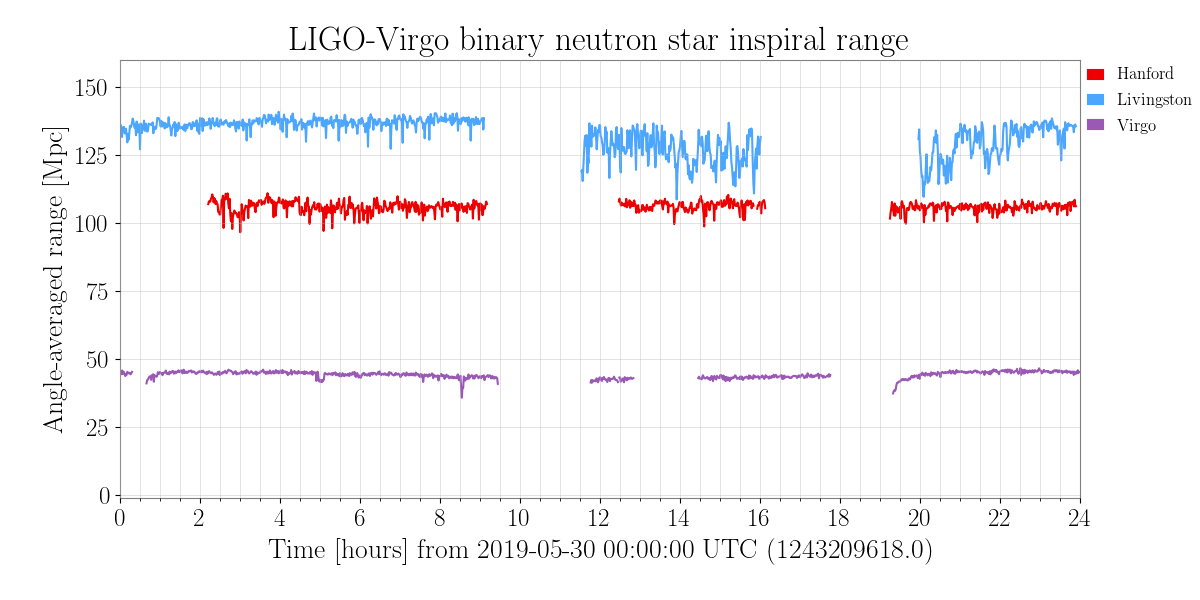 LIGO-Virgo binary neutron star inspiral range
Hanford
Livingston
Virgo
Angle-averaged range [Mpc]
150
125
100
75
50
25
0
0 2 4 6 8 10 12 14 16 18 20 22 24
Time [hours] from 2019-05-30 00:00:00 UTC (1243209618.0)